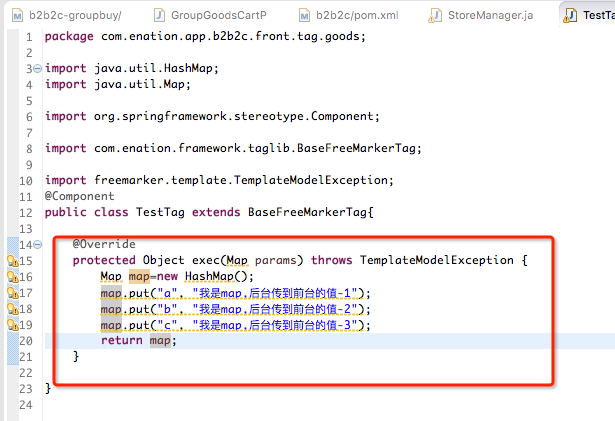 b2b2c-groupbuy/ GroupGoodsCartP b2b2c/pom.xml StoreManager.ja TestTa
1 package com.enation.app.b2b2c.front.tag.goods;
2
3 import java.util.HashMap;
4 import java.util.Map;
5
6 import org.springframework.stereotype.Component;
7
8 import com.enation.framework.taglib.BaseFreeMarkerTag;
9
10 import freemarker.template.TemplateModelException;
11 @Component
12 public class TestTag extends BaseFreeMarkerTag{
13
14 @Override
15 protected Object exec(Map params) throws TemplateModelException {
16 Map map=new HashMap();
17 map.put("a", "我是map,后台传到前台的值-1");
18 map.put("b", "我是map,后台传到前台的值-2");
19 map.put("c", "我是map,后台传到前台的值-3");
20 return map;
21 }
22
23 }
24